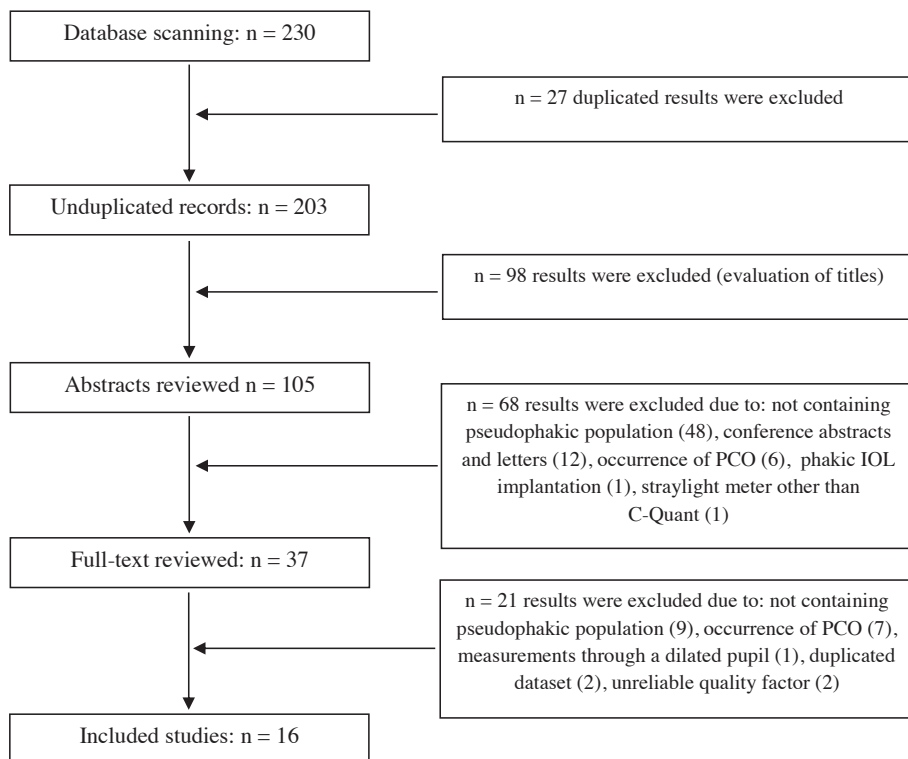 Database scanning: n = 230
n = 27 duplicated results were excluded
Unduplicated records: n = 203
n = 98 results were excluded (evaluation of titles)
Abstracts reviewed n = 105
n = 68 results were excluded due to: not containing
pseudophakic population (48), conference abstracts
and letters (12), occurrence of PCO (6), phakic IOL
implantation (1), straylight meter other than
C-Quant (1)
Full-text reviewed: n = 37
n = 21 results were excluded due to: not containing
pseudophakic population (9), occurrence of PCO (7),
measurements through a dilated pupil (1), duplicated
dataset (2), unreliable quality factor (2)
Included studies: n = 16